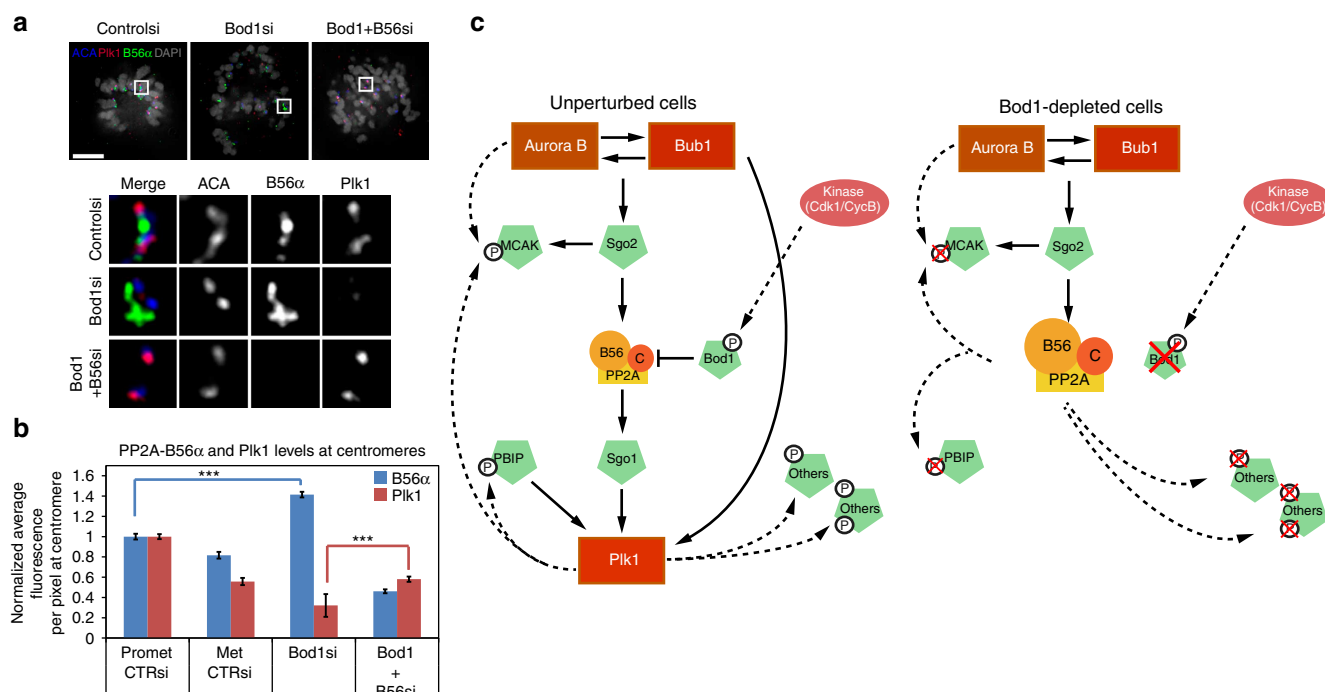 a
Controlsi Bod1si Bod1+B56si
ACA Plk1 B56α DAPI
Merge ACA B56α Plk1
Controlsi
Bod1si
Bod1
+B56si
b
PP2A-B56α and Plk1 levels at centromeres
Normalized average
fluorescence
per pixel at centromere
1.6
1.4
1.2
1
0.8
0.6
0.4
0.2
0
***
***
B56α
Plk1
Promet
CTRsi
Met
CTRsi
Bod1si
Bod1
+
B56si
c
Unperturbed cells
Aurora B
Bub1
Kinase
(Cdk1/CycB)
P
MCAK
Sgo2
B56
C
PP2A
P
Bod1
P
PBIP
Sgo1
P
Others
P
Others
P
Plk1
Bod1-depleted cells
Aurora B
Bub1
Kinase
(Cdk1/CycB)
P
MCAK
Sgo2
B56
C
PP2A
P
Bod1
P
PBIP
P
Others
P
Others
P